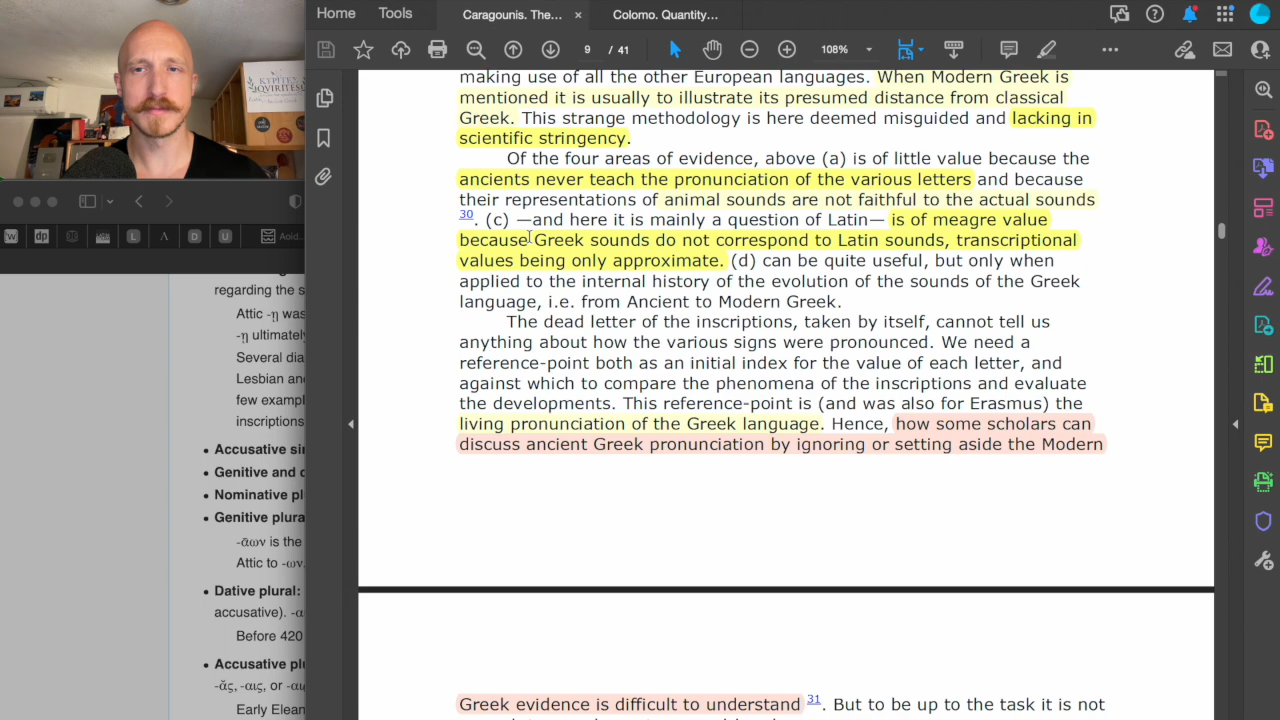 Home
Tools
Caragounis. The... ×
Colomo. Quantity...
9 / 41
108%
making use of all the other European languages. When Modern Greek is
mentioned it is usually to illustrate its presumed distance from classical
Greek. This strange methodology is here deemed misguided and lacking in
scientific stringency.
Of the four areas of evidence, above (a) is of little value because the
ancients never teach the pronunciation of the various letters and because
their representations of animal sounds are not faithful to the actual sounds
30. (c) —and here it is mainly a question of Latin— is of meagre value
because Greek sounds do not correspond to Latin sounds, transcriptional
values being only approximate. (d) can be quite useful, but only when
applied to the internal history of the evolution of the sounds of the Greek
language, i.e. from Ancient to Modern Greek.
The dead letter of the inscriptions, taken by itself, cannot tell us
anything about how the various signs were pronounced. We need a
reference-point both as an initial index for the value of each letter, and
against which to compare the phenomena of the inscriptions and evaluate
the developments. This reference-point is (and was also for Erasmus) the
living pronunciation of the Greek language. Hence, how some scholars can
discuss ancient Greek pronunciation by ignoring or setting aside the Modern
Greek evidence is difficult to understand 31. But to be up to the task it is not
ΚΥΡΙΤΕΣ
QVIRITES
W
dp
L
Λ
D
U
Aoid
regarding the s
Attic -ῃ was
-ῃ ultimately
Several dia
Lesbian an
few exampl
inscriptions
• Accusative sin
• Genitive and d
• Nominative pl
• Genitive plura
-ᾱων is the
Attic to -ων
• Dative plural:
accusative). -α
Before 420
• Accusative plu
-ᾰς, -αις, or -αι
Early Elean